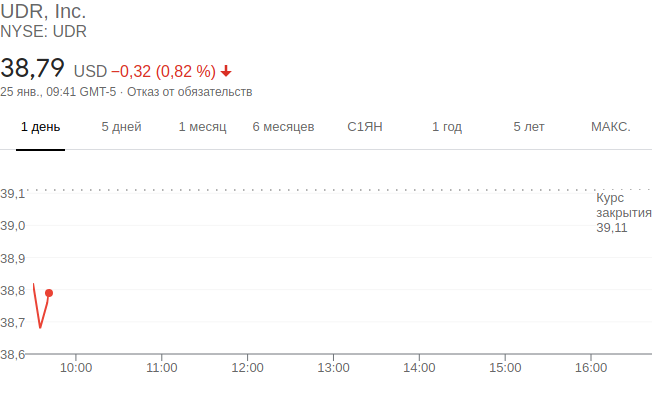 UDR, Inc.
NYSE: UDR
38,79 USD −0,32 (0,82 %)
25 янв., 09:41 GMT-5 · Отказ от обязательств
1 день 5 дней 1 месяц 6 месяцев С1ЯН 1 год 5 лет МАКС.
39,1
Курс
закрытия
39,11
39,0
38,9
38,8
38,7
38,6
10:00 11:00 12:00 13:00 14:00 15:00 16:00